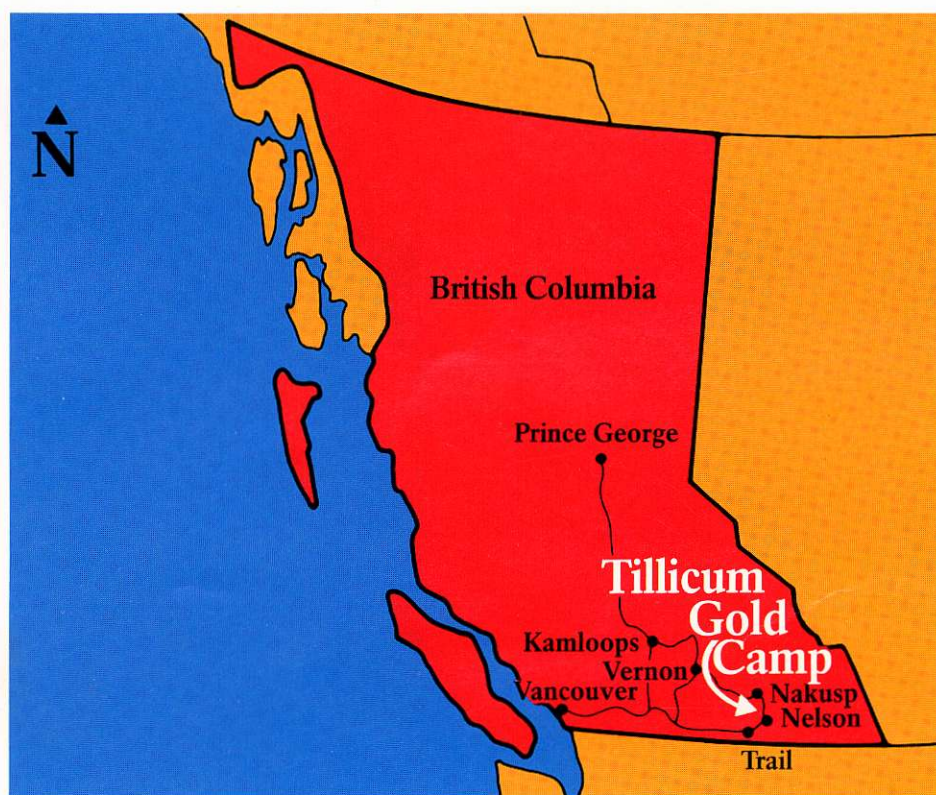 N
British Columbia
Prince George
Tillicum
Gold
Camp
Kamloops
Vernon
Vancouver
Nakusp
Nelson
Trail